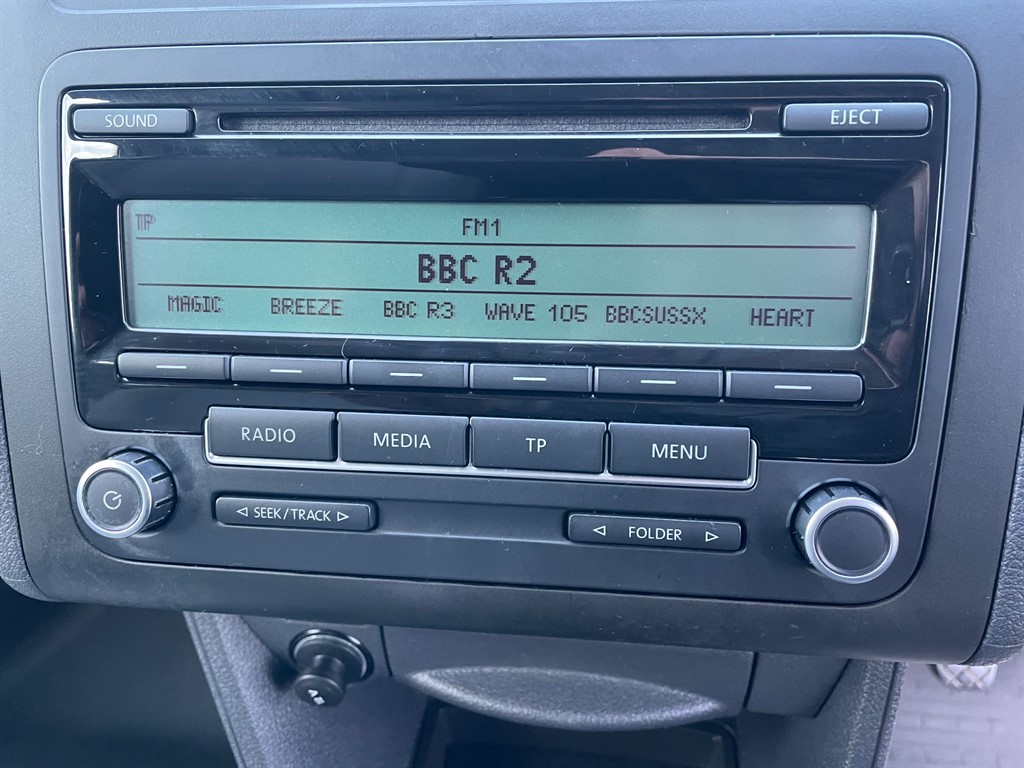 SOUND EJECT
TP FM1
BBC R2
MAGIC BREEZE BBC R3 WAVE 105 BBCSUSSX HEART
RADIO MEDIA TP MENU
SEEK/TRACK FOLDER